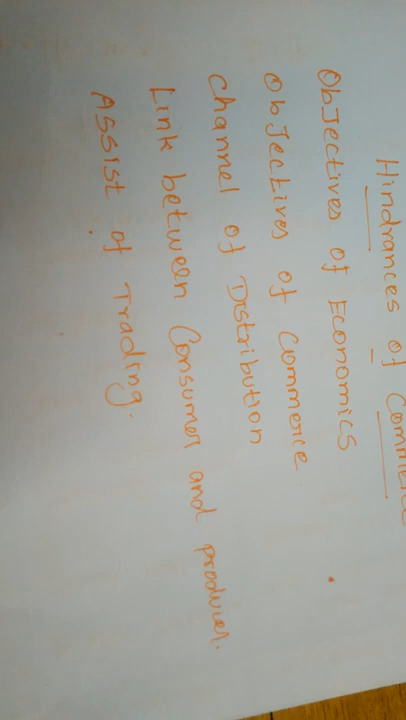 Hindrances of Commerce
Objectives of Economics
Objectives of Commerce
Channel of Distribution
Link between Consumer and producer.
Assist of Trading.